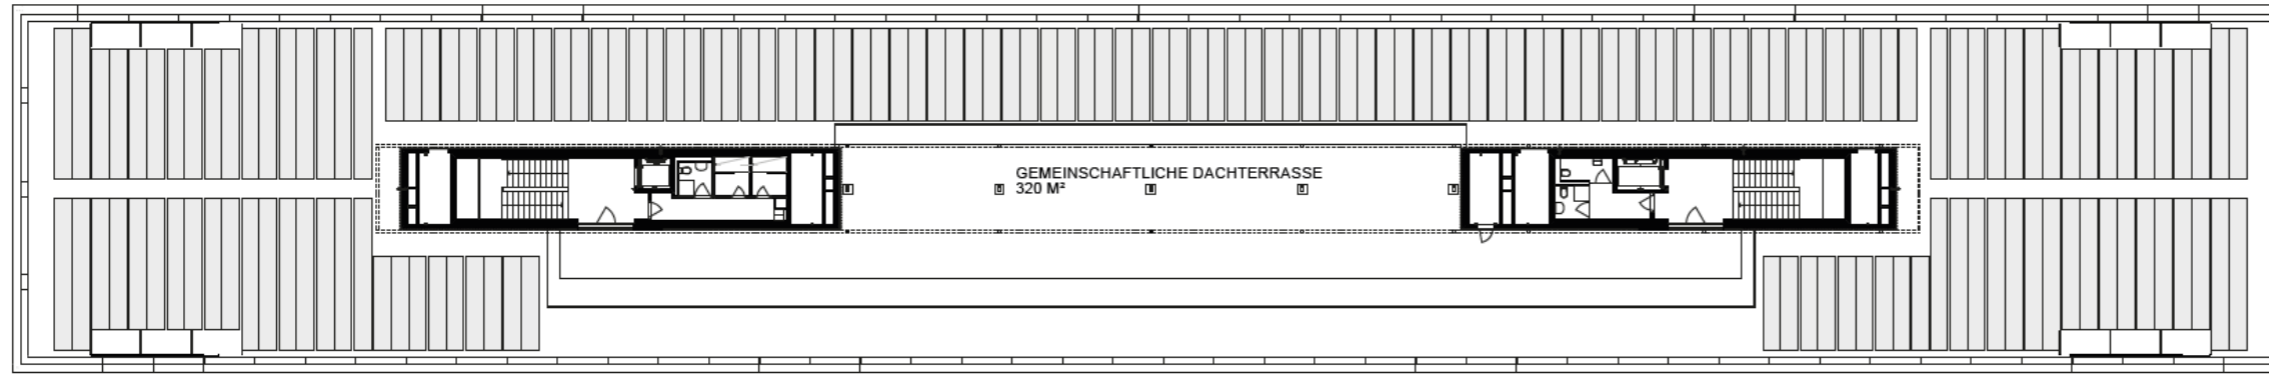 GEMEINSCHAFTLICHE DACHTERRASSE
320 M²